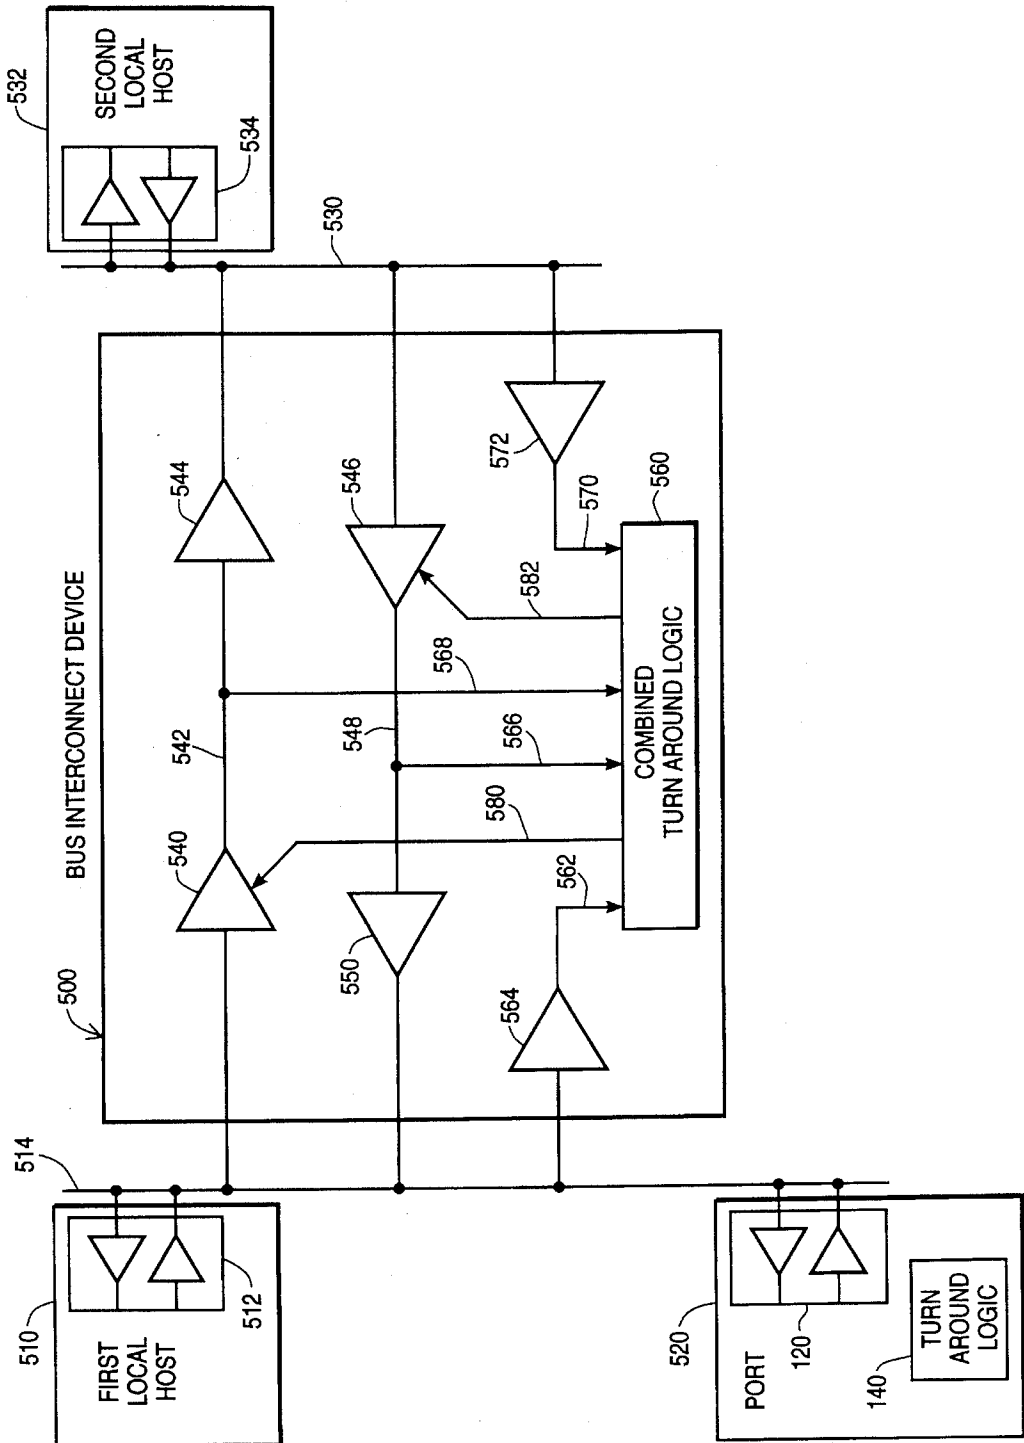 532
SECOND
LOCAL
HOST
534
530
BUS INTERCONNECT DEVICE
500
544
542
540
546
548
550
572
570
560
582
568
566
580
562
564
COMBINED
TURN AROUND LOGIC
514
510
FIRST
LOCAL
HOST
512
520
PORT
120
140
TURN
AROUND
LOGIC